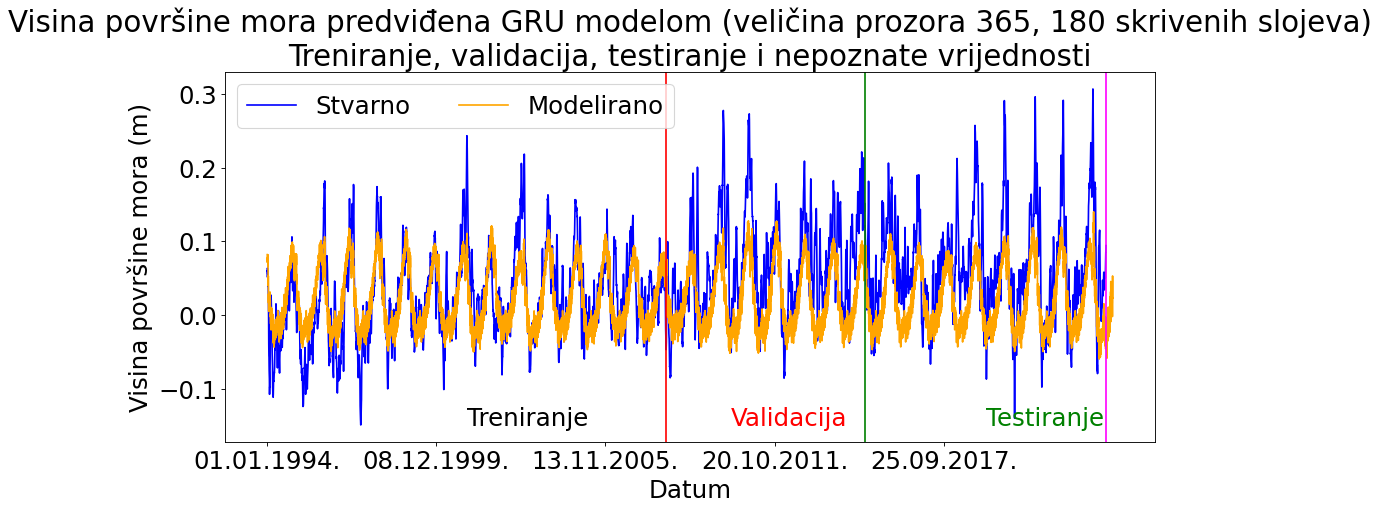 Visina površine mora predviđena GRU modelom (veličina prozora 365, 180 skrivenih slojeva)
Treniranje, validacija, testiranje i nepoznate vrijednosti
Stvarno Modelirano
Visina površine mora (m)
0.3
0.2
0.1
0.0
−0.1
Treniranje Validacija Testiranje
01.01.1994. 08.12.1999. 13.11.2005. 20.10.2011. 25.09.2017.
Datum